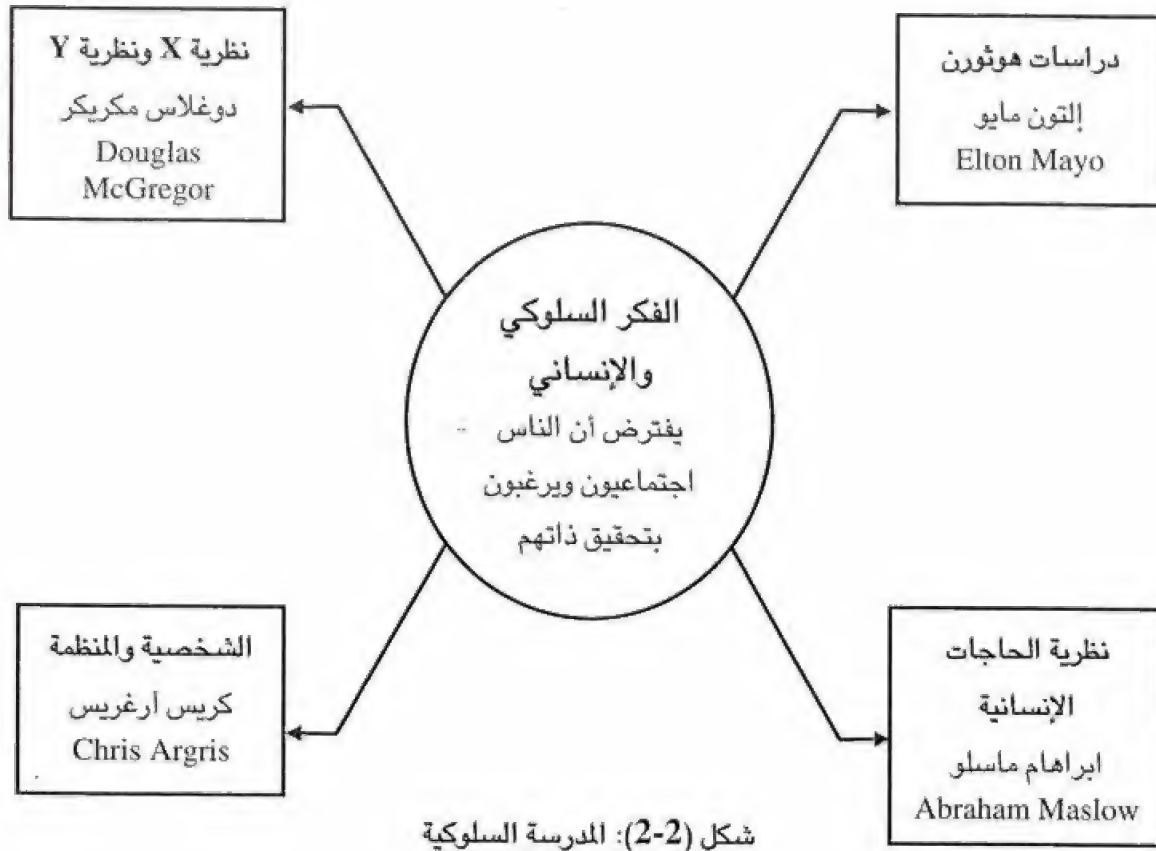 دراسات هوثورن
إلتون مايو
Elton Mayo
نظرية X ونظرية Y
دوغلاس مكريكر
Douglas
McGregor
الفكر السلوكي
والإنساني
يفترض أن الناس
اجتماعيون ويرغبون
بتحقيق ذاتهم
نظرية الحاجات
الإنسانية
ابراهام ماسلو
Abraham Maslow
الشخصية والمنظمة
كريس أرغريس
Chris Argris
شكل (2-2): المدرسة السلوكية